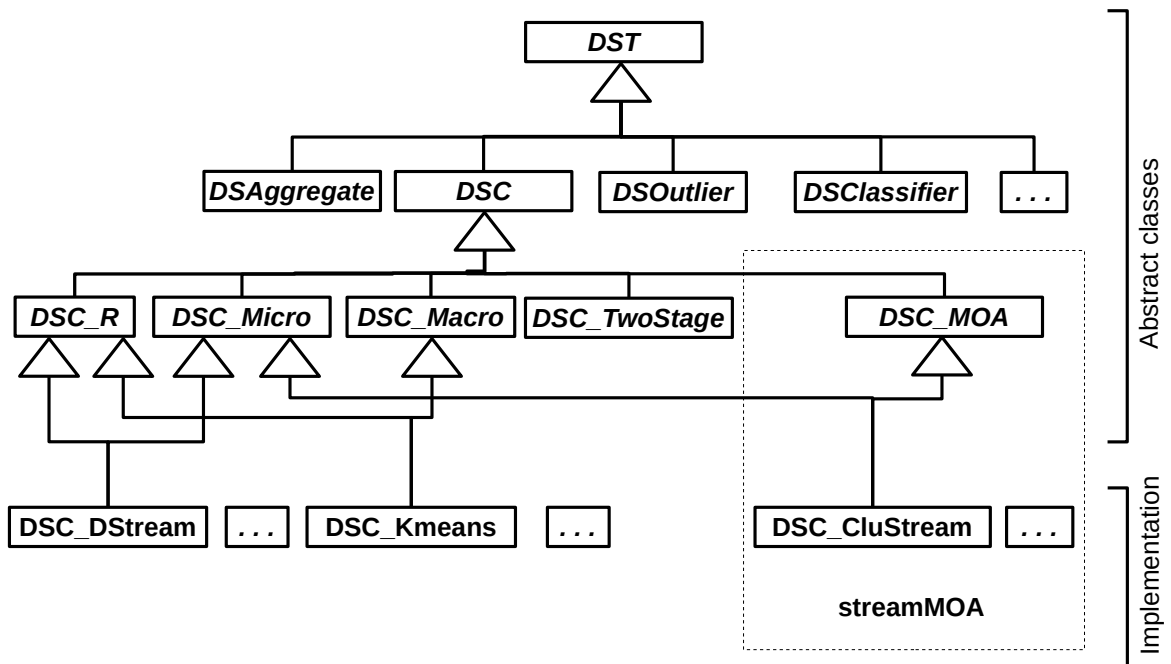 DST
DSAggregate
DSC
DSOutlier
DSClassifier
. . .
DSC_R
DSC_Micro
DSC_Macro
DSC_TwoStage
DSC_MOA
Abstract classes
DSC_DStream
. . .
DSC_Kmeans
. . .
DSC_CluStream
. . .
streamMOA
Implementation